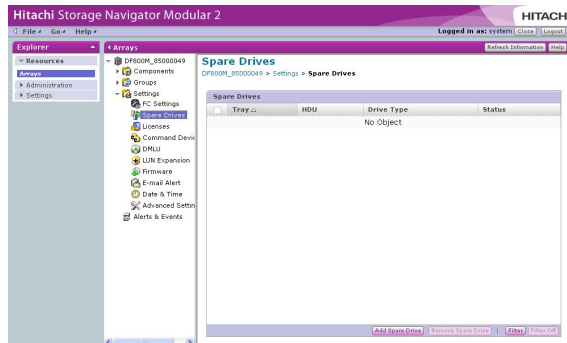 Hitachi Storage Navigator Modular 2
HITACH
File Go Help
Logged in as: system Close Logout
Explorer
Arrays
Refresh Information Help
Resources
Arrays
Administration
Settings
DF800M_85000049
Components
Groups
Settings
FC Settings
Spare Drives
Licenses
Command Devic
DMLU
LUN Expansion
Firmware
E-mail Alert
Date & Time
Advanced Settin
Alerts & Events
Spare Drives
DF800M_85000049 > Settings > Spare Drives
Spare Drives
Tray HDU Drive Type Status
No Object
Add Spare Drive Remove Spare Drive | Filter Filter Off